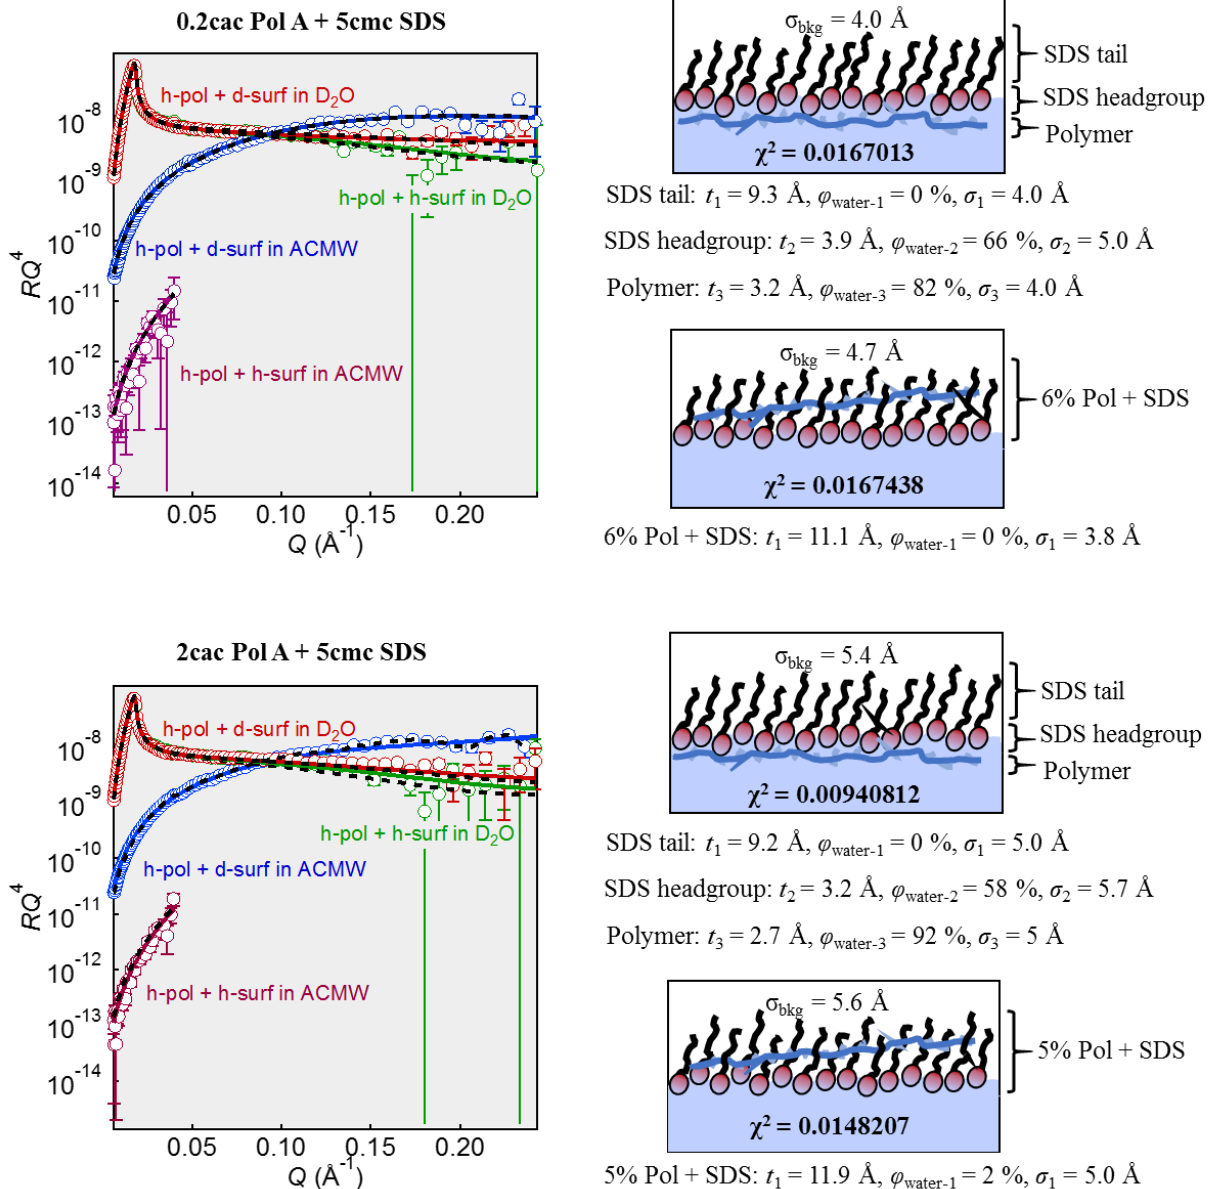 0.2cac Pol A + 5cmc SDS
h-pol + d-surf in D₂O
h-pol + h-surf in D₂O
h-pol + d-surf in ACMW
h-pol + h-surf in ACMW
RQ⁴
10⁻⁸
10⁻⁹
10⁻¹⁰
10⁻¹¹
10⁻¹²
10⁻¹³
10⁻¹⁴
0.05 0.10 0.15 0.20
Q (Å⁻¹)
σbkg = 4.0 Å
SDS tail
SDS headgroup
Polymer
χ² = 0.0167013
SDS tail: t₁ = 9.3 Å, φwater-1 = 0 %, σ₁ = 4.0 Å
SDS headgroup: t₂ = 3.9 Å, φwater-2 = 66 %, σ₂ = 5.0 Å
Polymer: t₃ = 3.2 Å, φwater-3 = 82 %, σ₃ = 4.0 Å
σbkg = 4.7 Å
6% Pol + SDS
χ² = 0.0167438
6% Pol + SDS: t₁ = 11.1 Å, φwater-1 = 0 %, σ₁ = 3.8 Å
2cac Pol A + 5cmc SDS
h-pol + d-surf in D₂O
h-pol + h-surf in D₂O
h-pol + d-surf in ACMW
h-pol + h-surf in ACMW
RQ⁴
10⁻⁸
10⁻⁹
10⁻¹⁰
10⁻¹¹
10⁻¹²
10⁻¹³
10⁻¹⁴
0.05 0.10 0.15 0.20
Q (Å⁻¹)
σbkg = 5.4 Å
SDS tail
SDS headgroup
Polymer
χ² = 0.00940812
SDS tail: t₁ = 9.2 Å, φwater-1 = 0 %, σ₁ = 5.0 Å
SDS headgroup: t₂ = 3.2 Å, φwater-2 = 58 %, σ₂ = 5.7 Å
Polymer: t₃ = 2.7 Å, φwater-3 = 92 %, σ₃ = 5 Å
σbkg = 5.6 Å
5% Pol + SDS
χ² = 0.0148207
5% Pol + SDS: t₁ = 11.9 Å, φwater-1 = 2 %, σ₁ = 5.0 Å